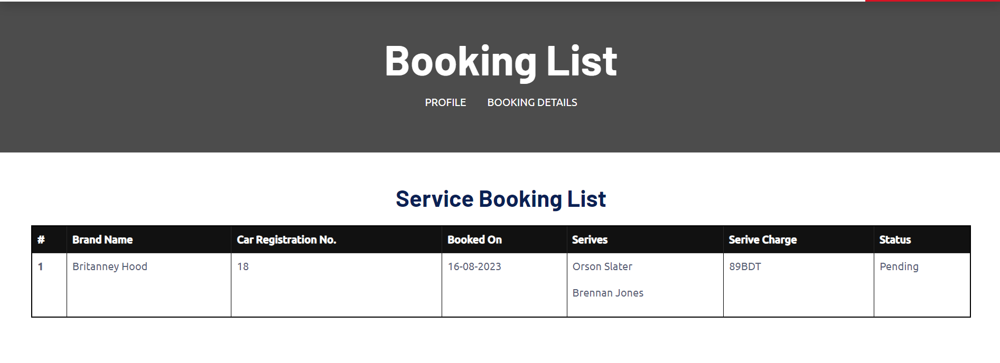 Booking List
PROFILE BOOKING DETAILS
Service Booking List
# Brand Name Car Registration No. Booked On Serives Serive Charge Status
1 Britanney Hood 18 16-08-2023 Orson Slater 89BDT Pending
Brennan Jones